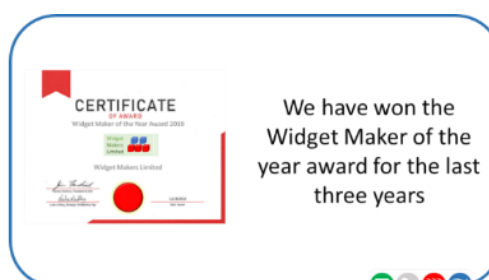 CERTIFICATE
OF AWARD
Widget Maker of the Year Award 2019
Widget
Makers
Limited
Widget Makers Limited
We have won the
Widget Maker of the
year award for the last
three years